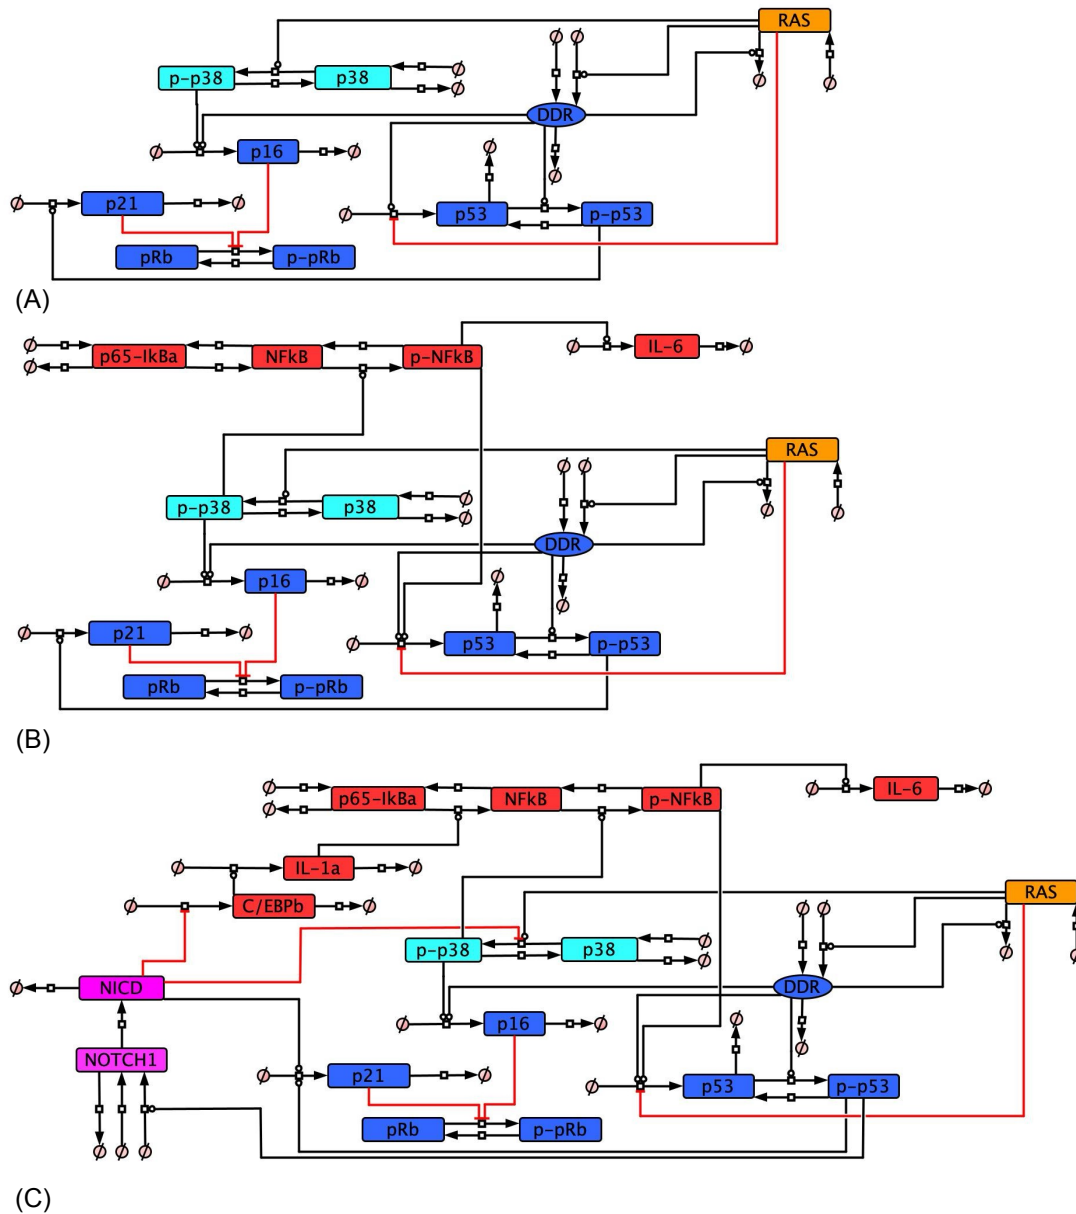 RAS
p-p38 p38
DDR
p16
p21 p53 p-p53
pRb p-pRb
(A)
p65-IkBa NFkB p-NFkB IL-6
RAS
p-p38 p38
DDR
p16
p21 p53 p-p53
pRb p-pRb
(B)
p65-IkBa NFkB p-NFkB IL-6
IL-1a
C/EBPb RAS
p-p38 p38
NICD DDR
p16
NOTCH1 p21 p53 p-p53
pRb p-pRb
(C)